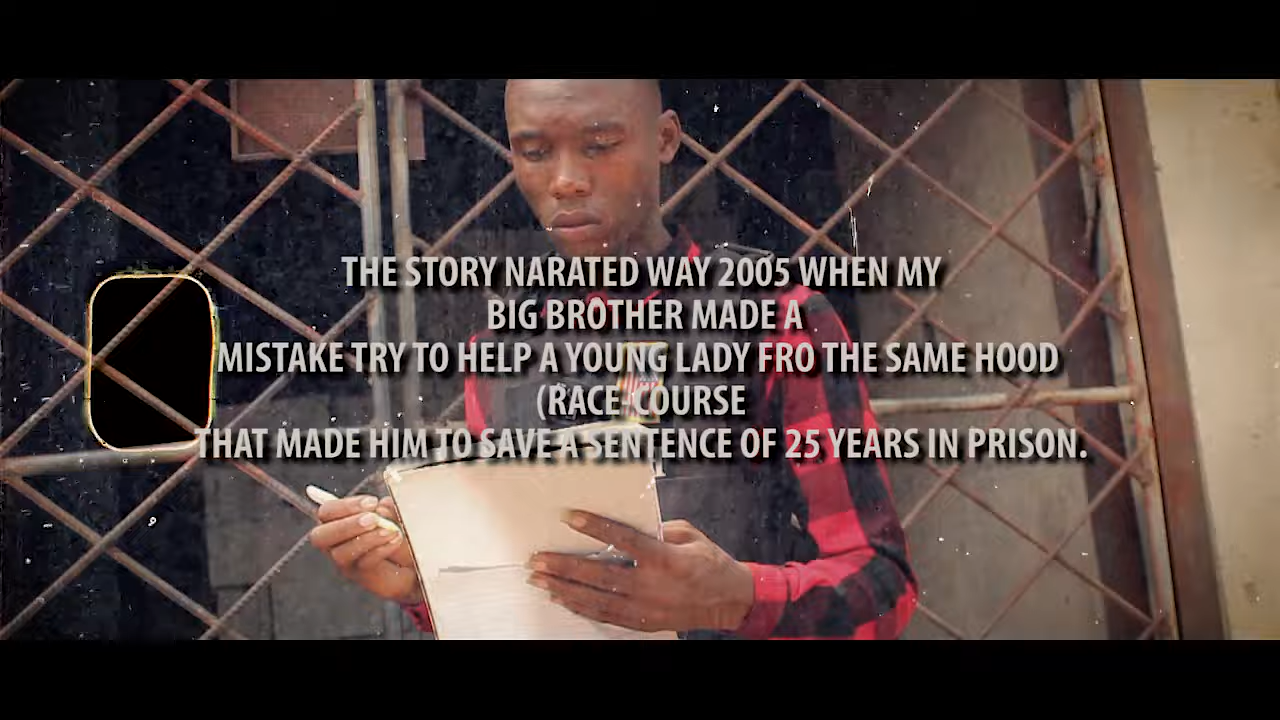 THE STORY NARATED WAY 2005 WHEN MY
BIG BROTHER MADE A
MISTAKE TRY TO HELP A YOUNG LADY FRO THE SAME HOOD
(RACE-COURSE
THAT MADE HIM TO SAVE A SENTENCE OF 25 YEARS IN PRISON.